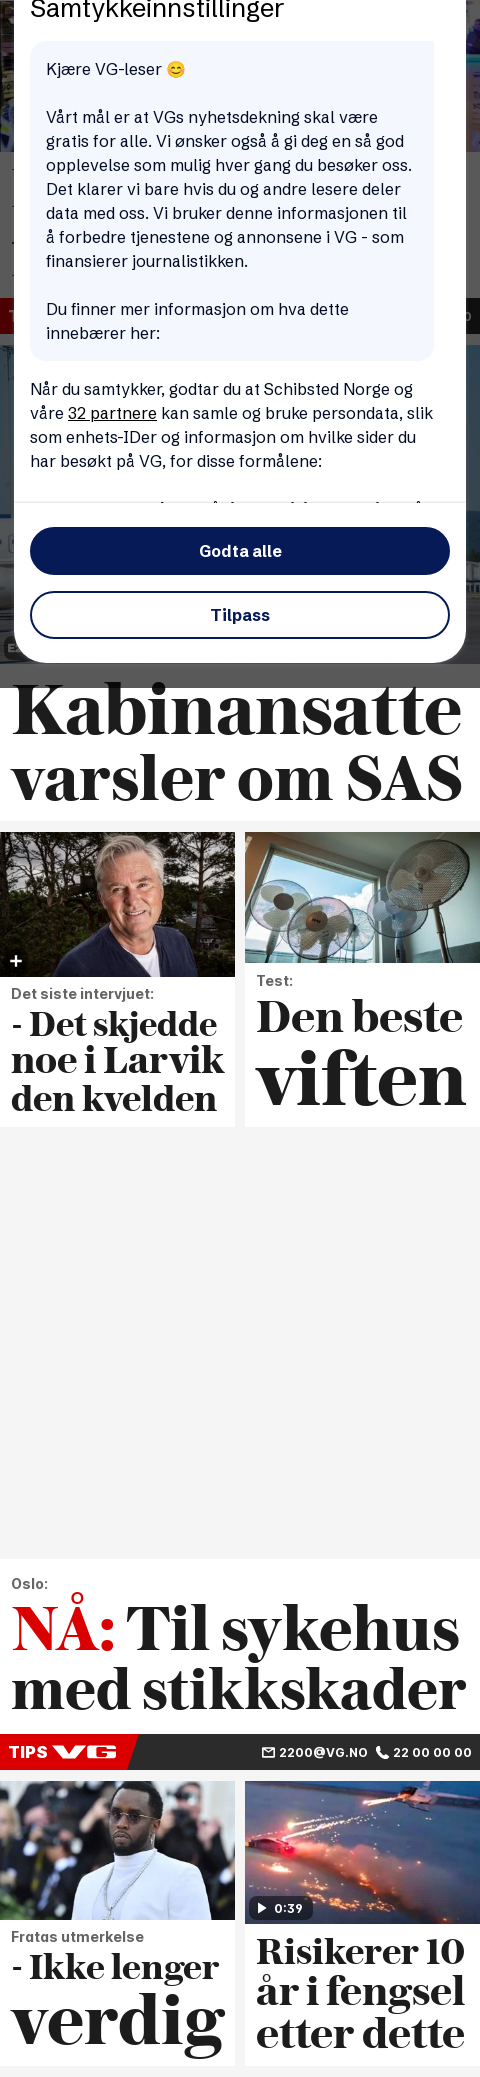 Samtykkeinnstillinger
Kjære VG-leser 😊
Vårt mål er at VGs nyhetsdekning skal være
gratis for alle. Vi ønsker også å gi deg en så god
opplevelse som mulig hver gang du besøker oss.
Det klarer vi bare hvis du og andre lesere deler
data med oss. Vi bruker denne informasjonen til
å forbedre tjenestene og annonsene i VG - som
finansierer journalistikken.
Du finner mer informasjon om hva dette
innebærer her:
Når du samtykker, godtar du at Schibsted Norge og
våre 32 partnere kan samle og bruke persondata, slik
som enhets-IDer og informasjon om hvilke sider du
har besøkt på VG, for disse formålene:
Godta alle
Tilpass
Kabinansatte
varsler om SAS
Det siste intervjuet:
- Det skjedde
noe i Larvik
den kvelden
Test:
Den beste
viften
Oslo:
NÅ: Til sykehus
med stikkskader
TIPS VG 2200@VG.NO 22 00 00 00
Fratas utmerkelse
- Ikke lenger
verdig
0:39
Risikerer 10
år i fengsel
etter dette